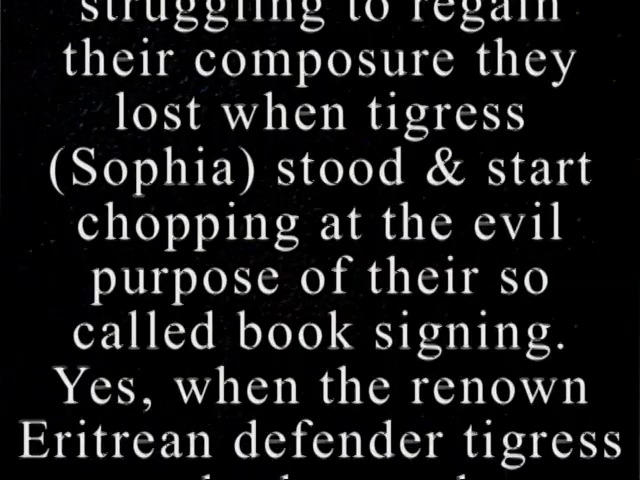 struggling to regain
their composure they
lost when tigress
(Sophia) stood & start
chopping at the evil
purpose of their so
called book signing.
Yes, when the renown
Eritrean defender tigress